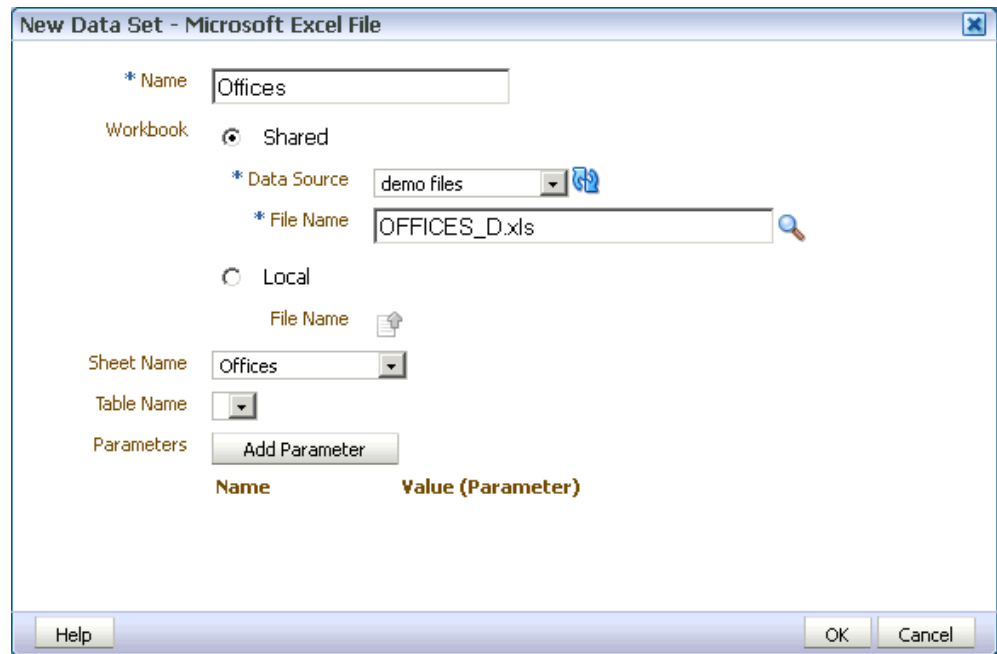 New Data Set - Microsoft Excel File
* Name Offices
Workbook Shared
* Data Source demo files
* File Name OFFICES_D.xls
Local
File Name
Sheet Name Offices
Table Name
Parameters Add Parameter
Name Value (Parameter)
Help OK Cancel